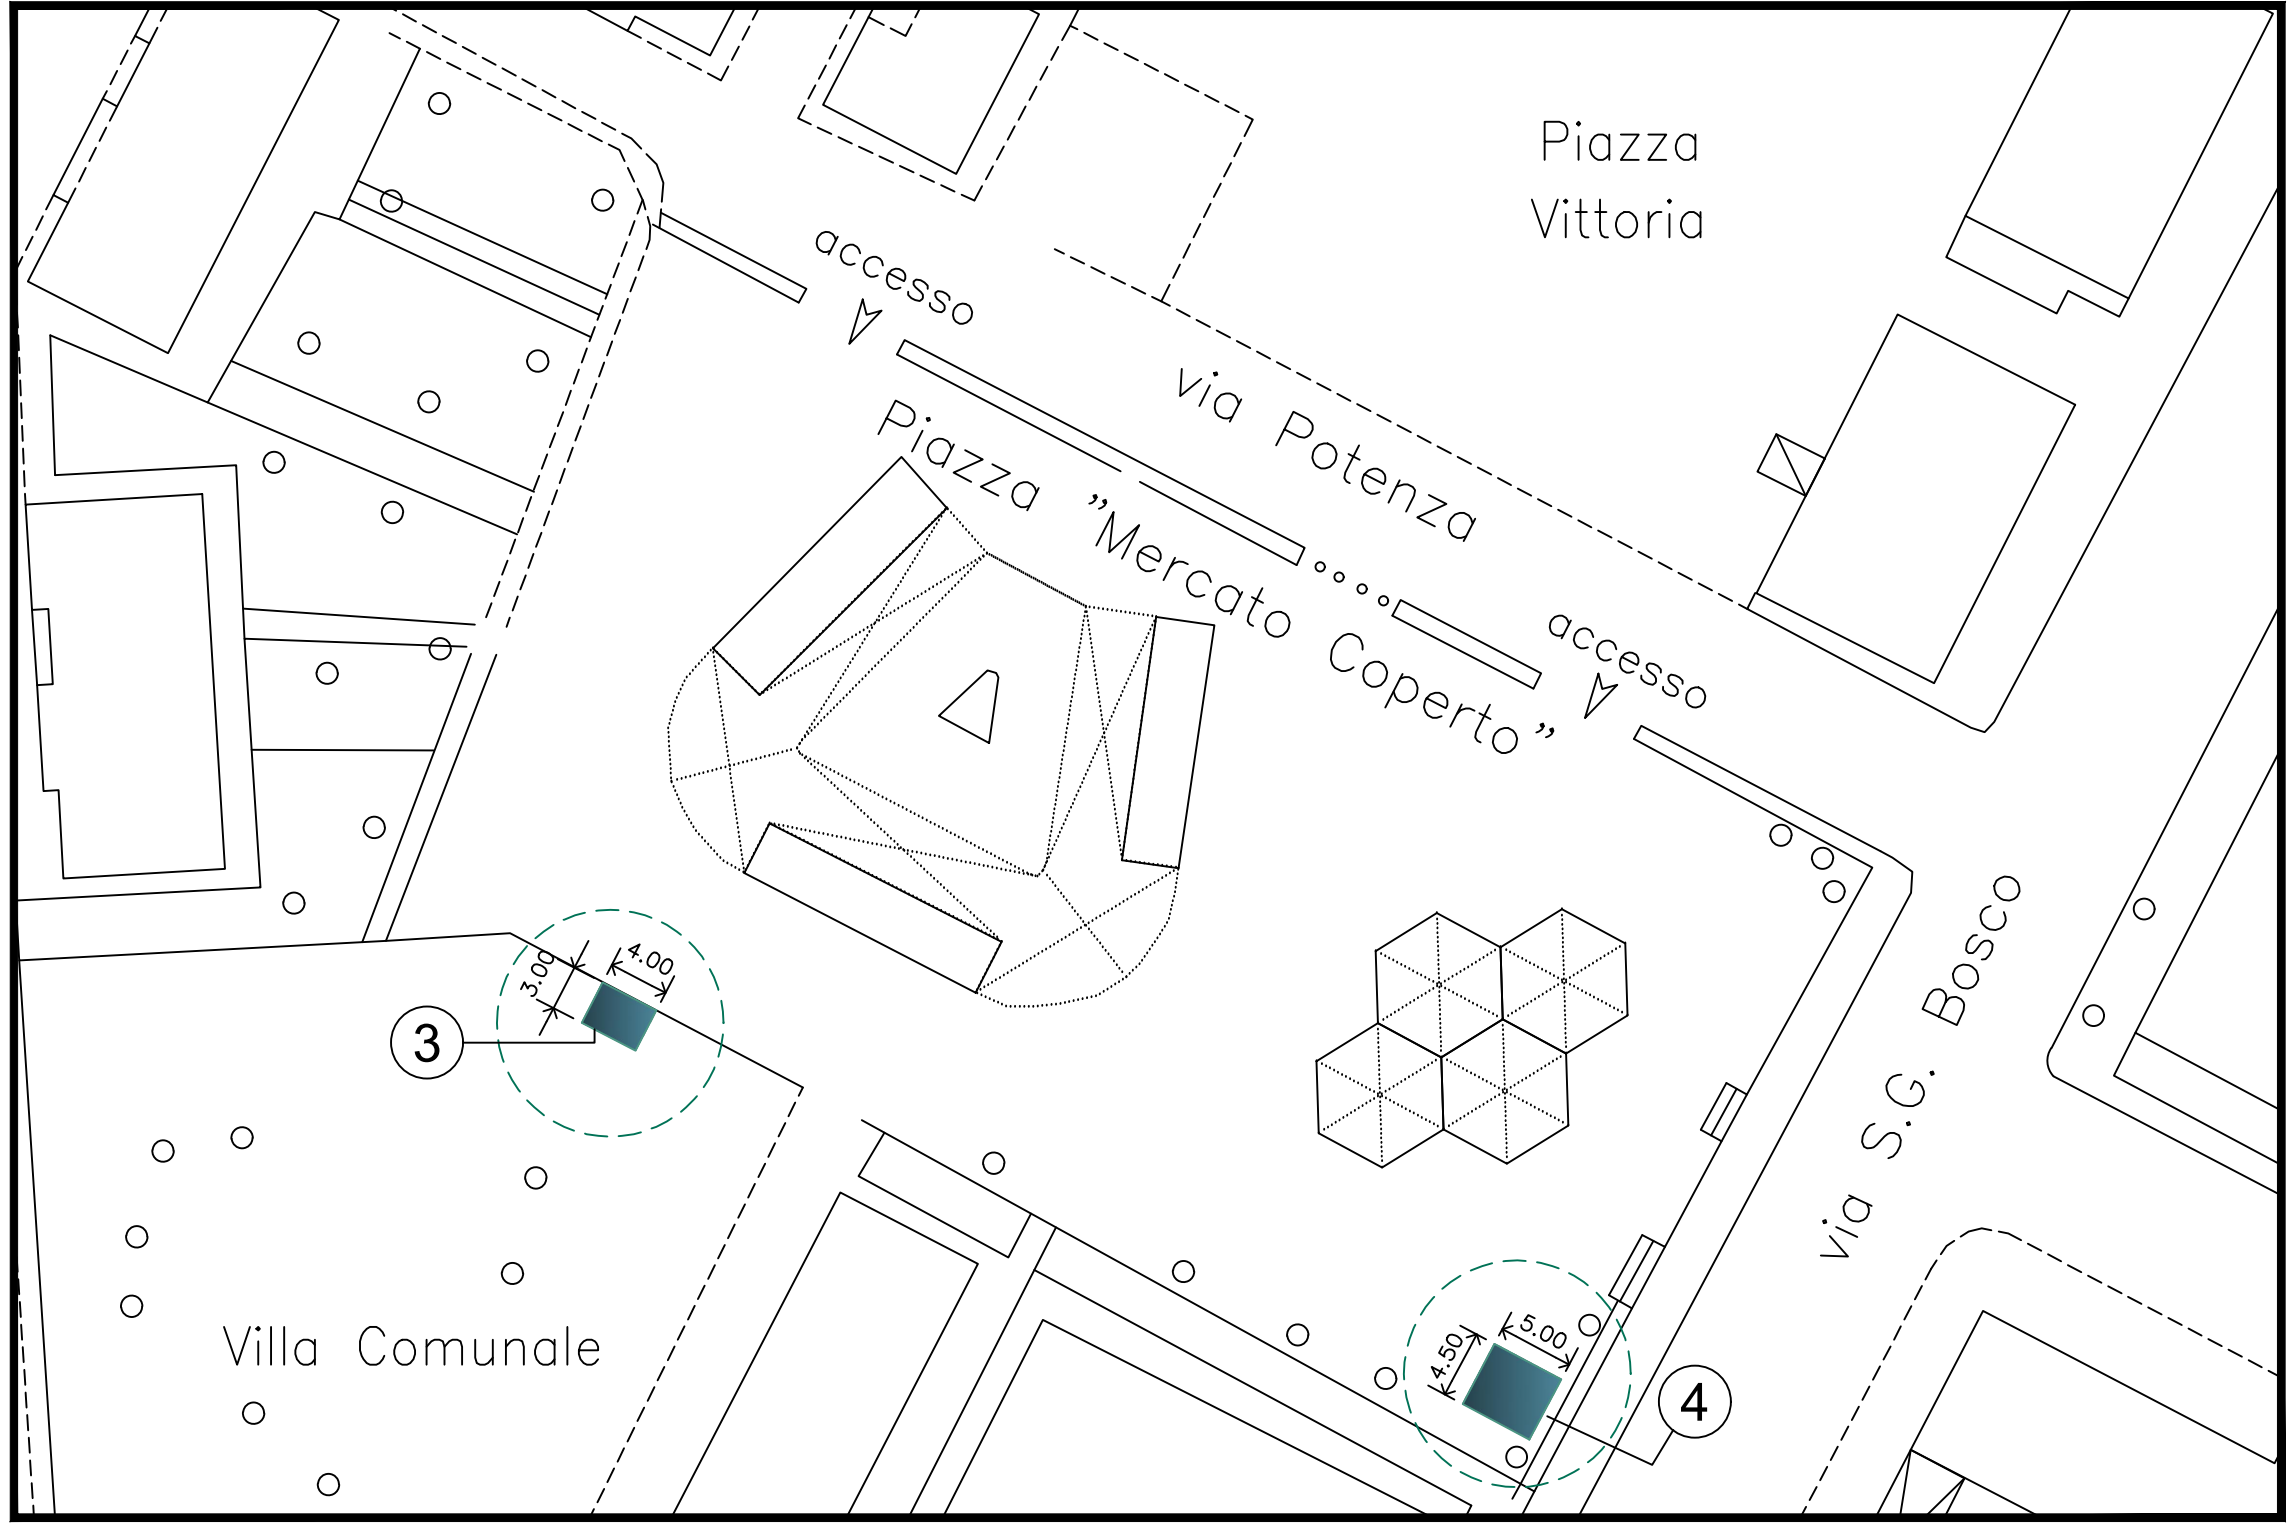 Piazza
Vittoria
accesso
via Potenza
Piazza "Mercato Coperto"
accesso
via S.G. Bosco
3.00
4.00
3
4.50
5.00
4
Villa Comunale